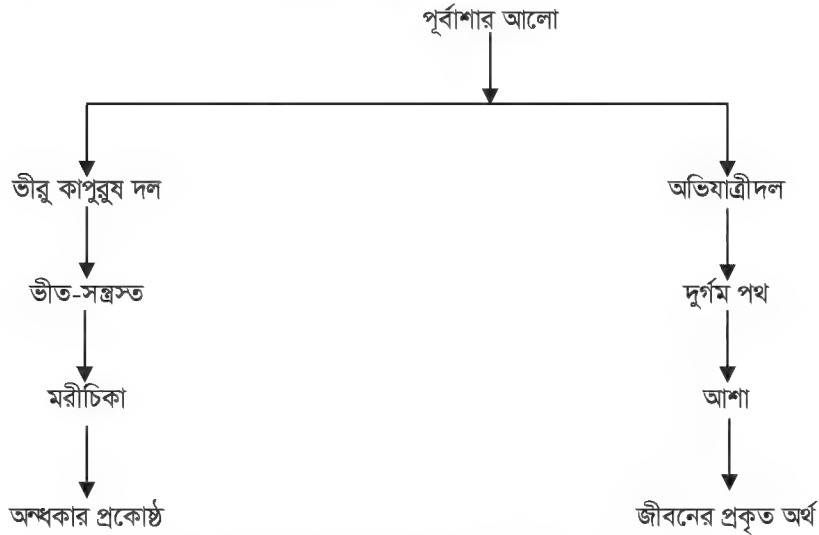 পূর্বাশার আলো
ভীরু কাপুরুষ দল অভিযাত্রীদল
ভীত-সন্ত্রস্ত দুর্গম পথ
মরীচিকা আশা
অন্ধকার প্রকোষ্ঠ জীবনের প্রকৃত অর্থ